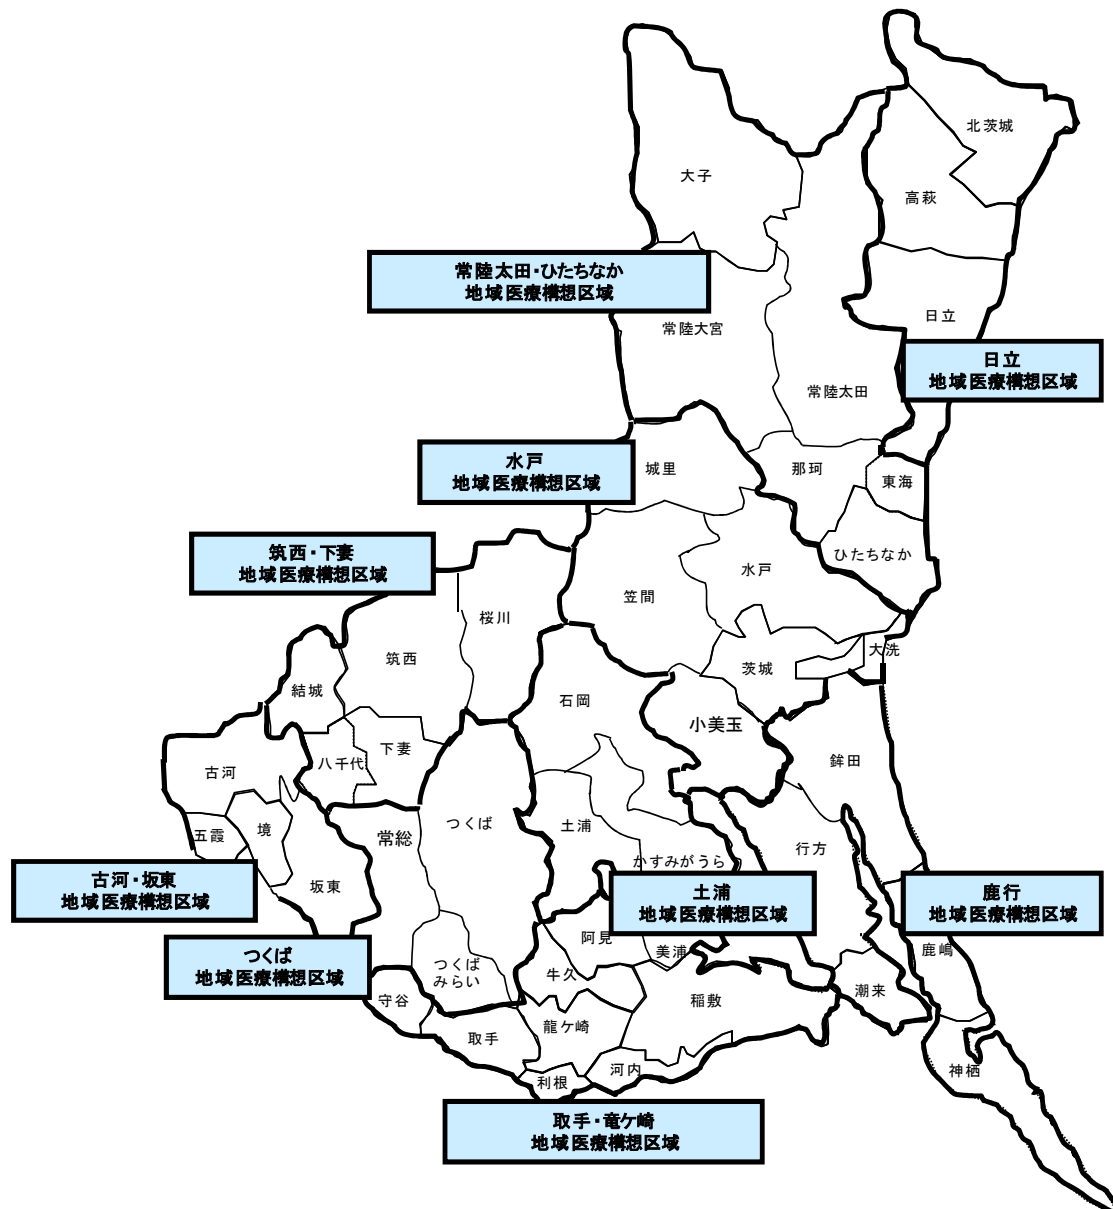 北茨城
大子
高萩
常陸太田・ひたちなか
地域医療構想区域
日立
常陸大宮
日立
地域医療構想区域
常陸太田
水戸
地域医療構想区域
城里
那珂
東海
筑西・下妻
地域医療構想区域
ひたちなか
水戸
笠間
桜川
筑西
大洗
茨城
結城
石岡
小美玉
下妻
八千代
古河
鉾田
つくば
土浦
常総
境
五霞
行方
かすみがうら
坂東
古河・坂東
地域医療構想区域
土浦
地域医療構想区域
鹿行
地域医療構想区域
つくば
地域医療構想区域
阿見
美浦
鹿嶋
つくば
みらい
牛久
守谷
稲敷
潮来
龍ケ崎
取手
河内
利根
神栖
取手・竜ケ崎
地域医療構想区域